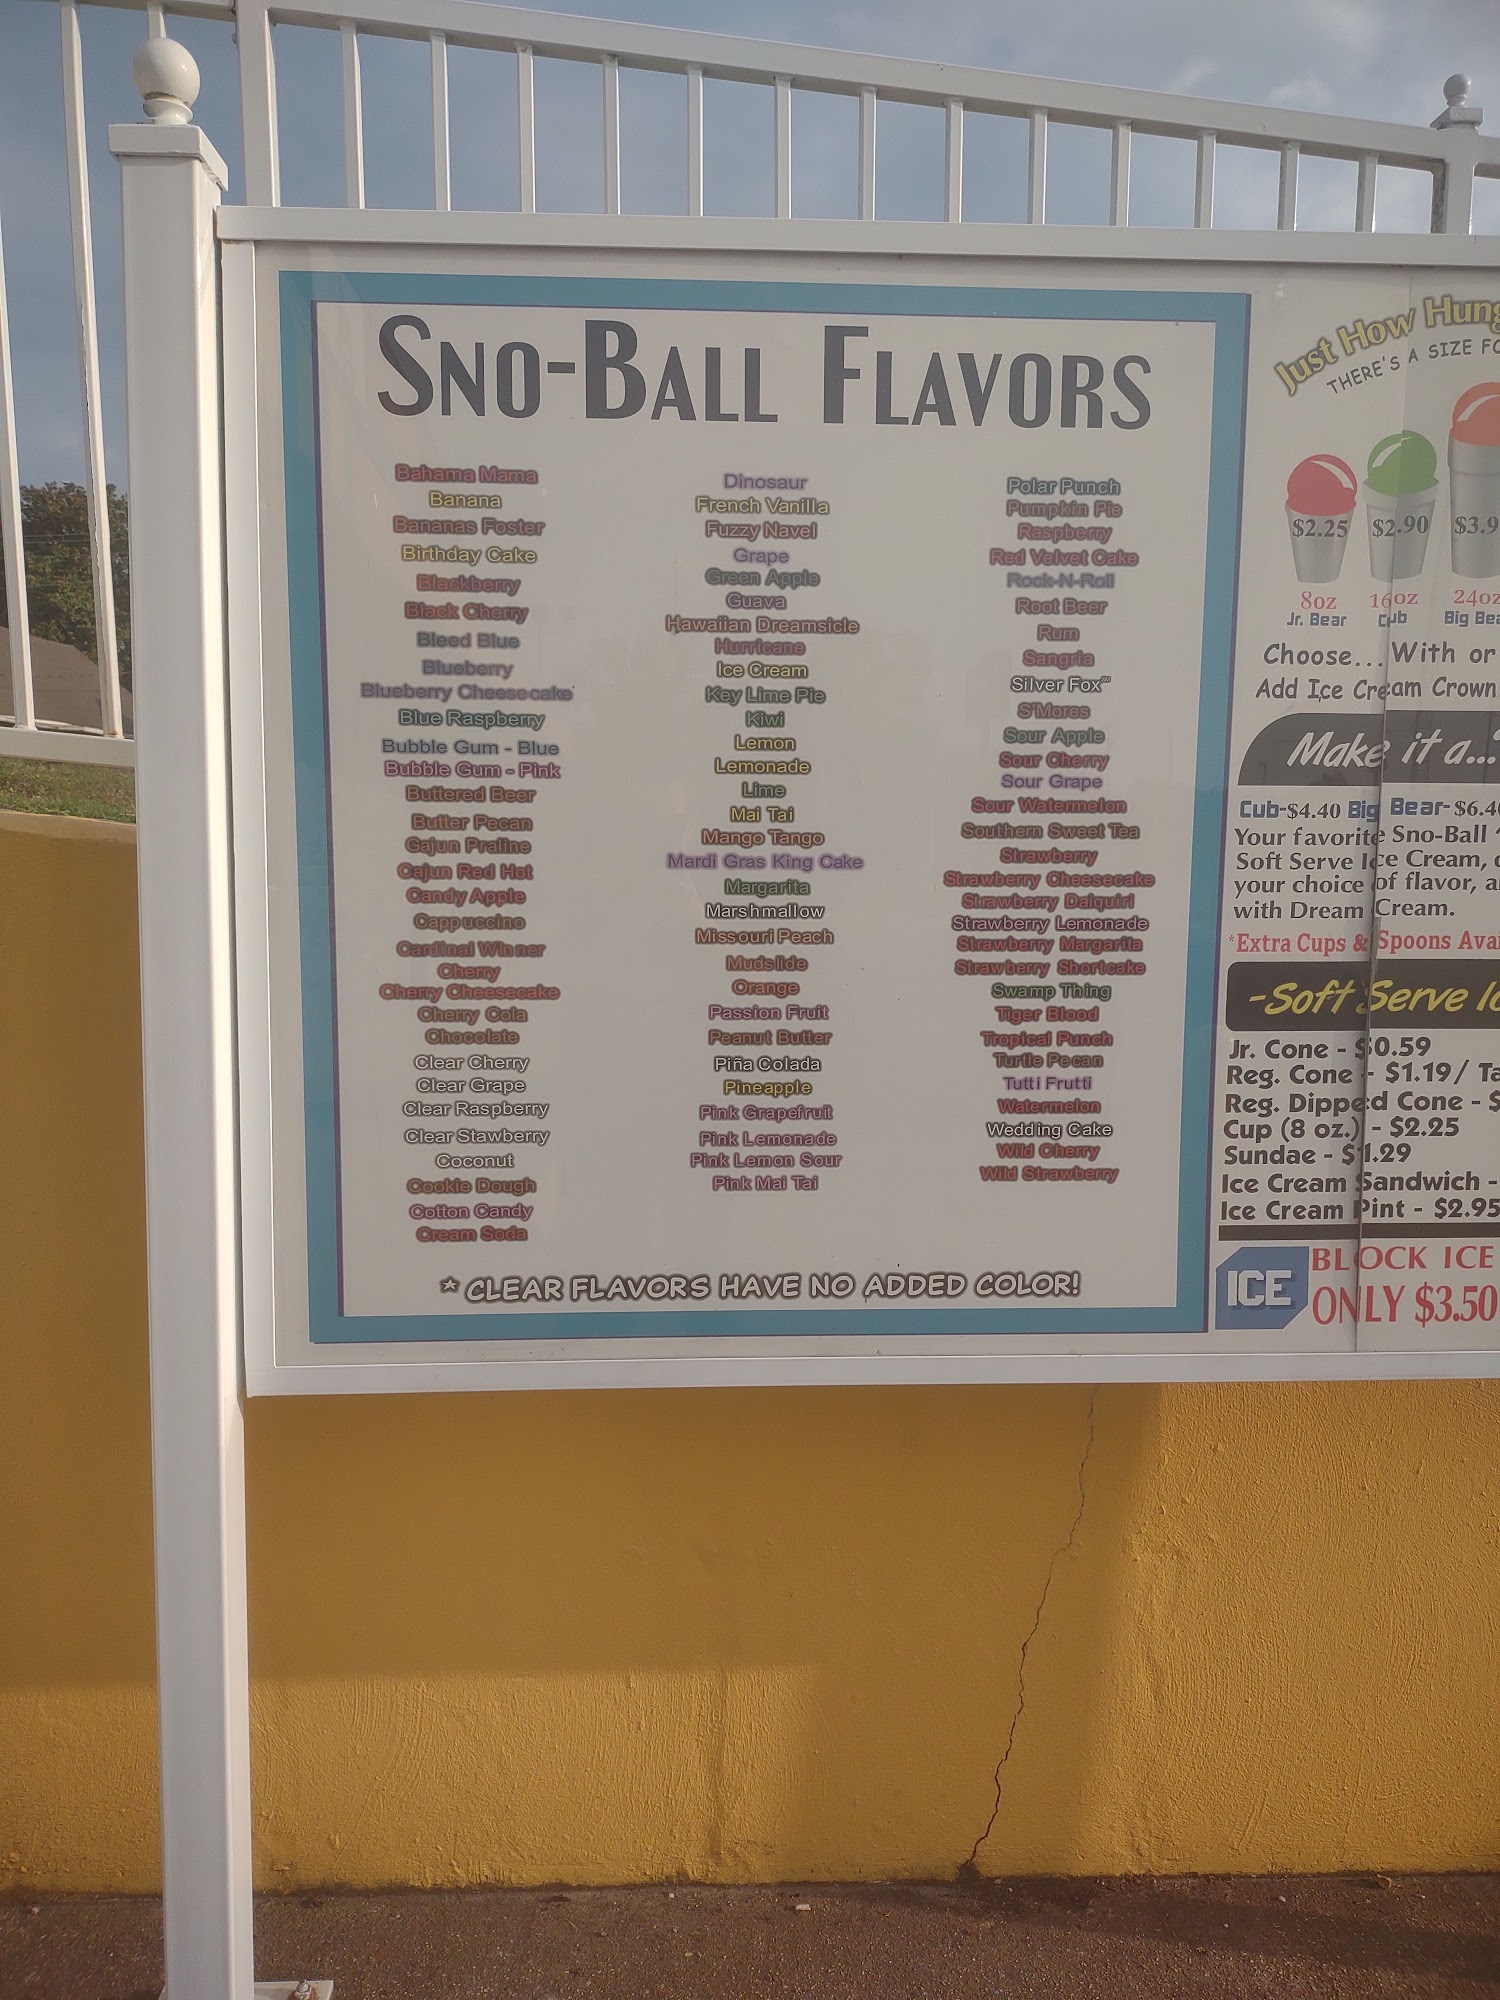 Sno-Ball Flavors
Bahama Mama
Banana
Bananas Foster
Birthday Cake
Blackberry
Black Cherry
Bleed Blue
Blueberry
Blueberry Cheesecake
Blue Raspberry
Bubble Gum - Blue
Bubble Gum - Pink
Buttered Beer
Butter Pecan
Cajun Praline
Cajun Red Hot
Candy Apple
Cappuccino
Cardinal Winner
Cherry
Cherry Cheesecake
Cherry Cola
Chocolate
Clear Cherry
Clear Grape
Clear Raspberry
Clear Stawberry
Coconut
Cookie Dough
Cotton Candy
Cream Soda
Dinosaur
French Vanilla
Fuzzy Navel
Grape
Green Apple
Guava
Hawaiian Dreamsicle
Hurricane
Ice Cream
Key Lime Pie
Kiwi
Lemon
Lemonade
Lime
Mai Tai
Mango Tango
Mardi Gras King Cake
Margarita
Marshmallow
Missouri Peach
Mudslide
Orange
Passion Fruit
Peanut Butter
Piña Colada
Pineapple
Pink Grapefruit
Pink Lemonade
Pink Lemon Sour
Pink Mai Tai
Polar Punch
Pumpkin Pie
Raspberry
Red Velvet Cake
Rock-N-Roll
Root Beer
Rum
Sangria
Silver Fox
S'Mores
Sour Apple
Sour Cherry
Sour Grape
Sour Watermelon
Southern Sweet Tea
Strawberry
Strawberry Cheesecake
Strawberry Daiquiri
Strawberry Lemonade
Strawberry Margarita
Strawberry Shortcake
Swamp Thing
Tiger Blood
Tropical Punch
Turtle Pecan
Tutti Frutti
Watermelon
Wedding Cake
Wild Cherry
Wild Strawberry
* CLEAR FLAVORS HAVE NO ADDED COLOR!
Just How Hung
THERE'S A SIZE FO
$2.25 $2.90 $3.9
8oz 16oz 24oz
Jr. Bear Cub Big Bea
Choose... With or
Add Ice Cream Crown
Make it a...
Cub-$4.40 Big Bear- $6.40
Your favorite Sno-Ball
Soft Serve Ice Cream,
your choice of flavor,
with Dream Cream.
*Extra Cups & Spoons Avai
-Soft Serve Ic
Jr. Cone - $0.59
Reg. Cone - $1.19/ Ta
Reg. Dipped Cone - $
Cup (8 oz.) - $2.25
Sundae - $1.29
Ice Cream Sandwich -
Ice Cream Pint - $2.95
ICE
BLOCK ICE
ONLY $3.50